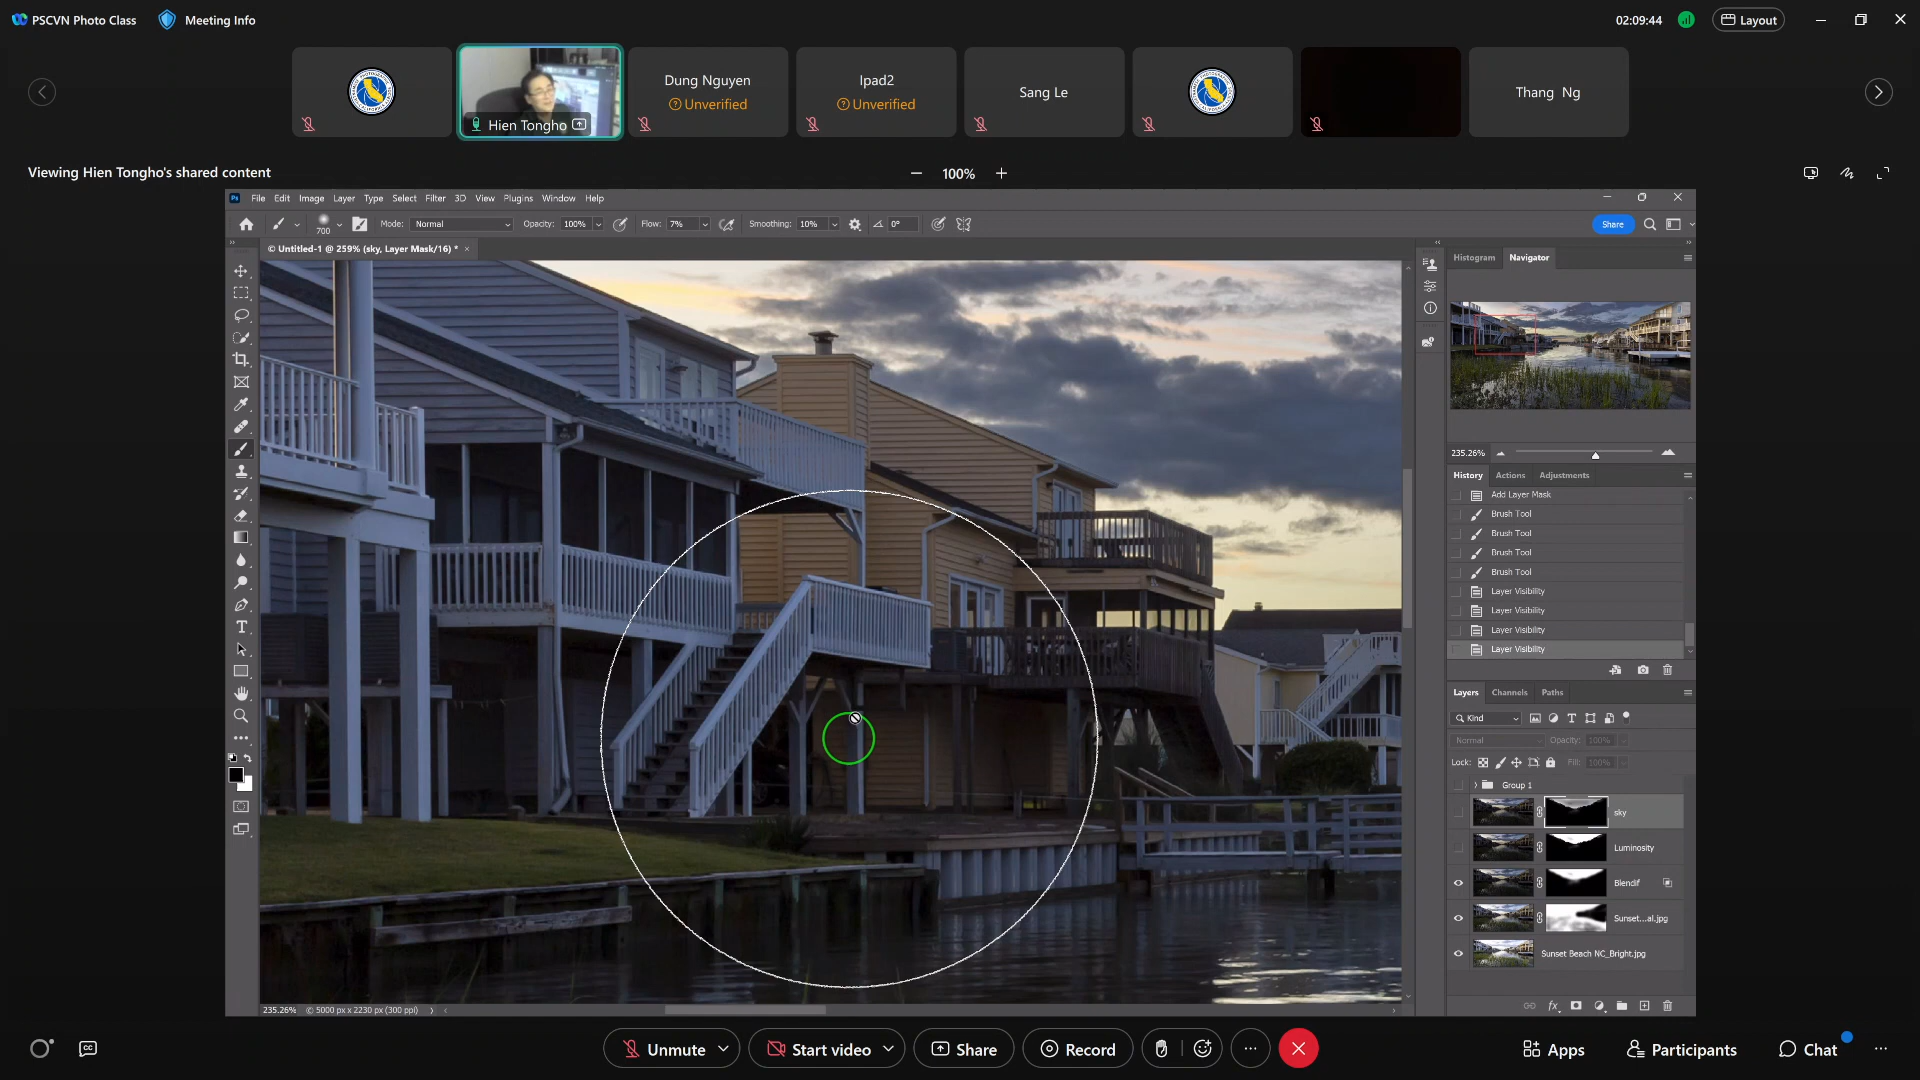 PSCVN Photo Class
Meeting Info
02:09:44
Layout
Hien Tongho
Dung Nguyen
Unverified
Ipad2
Unverified
Sang Le
Thang Ng
Viewing Hien Tongho's shared content
100%
Ps File Edit Image Layer Type Select Filter 3D View Plugins Window Help
700
Mode: Normal
Opacity: 100%
Flow: 7%
Smoothing: 10%
0°
Share
© Untitled-1 @ 259% (sky, Layer Mask/16) * ×
Histogram Navigator
235.26%
History Actions Adjustments
Add Layer Mask
Brush Tool
Brush Tool
Brush Tool
Brush Tool
Layer Visibility
Layer Visibility
Layer Visibility
Layer Visibility
Layers Channels Paths
Kind
Normal Opacity: 100%
Lock: Fill: 100%
Group 1
sky
Luminosity
Blendif
Sunset...al.jpg
Sunset Beach NC_Bright.jpg
fx
235.26% © 5000 px x 2230 px (300 ppi)
CC
Unmute
Start video
Share
Record
Apps
Participants
Chat